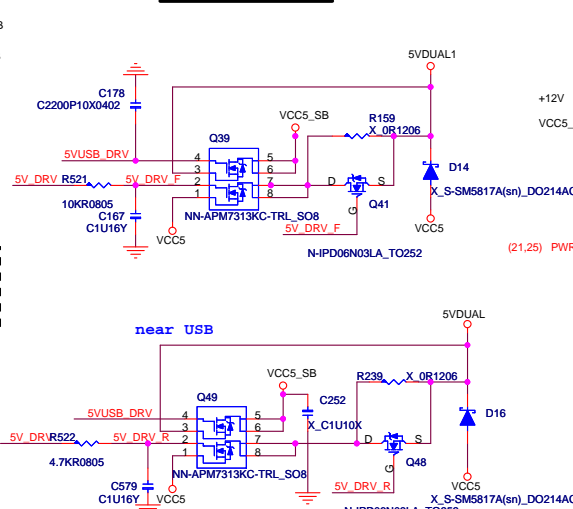 5VDUAL1
C178
C2200P10X0402
+12V
VCC5_SB
R159
X_0R1206
VCC5_
Q39
5VUSB_DRV
4
5
3
6
D14
5V_DRV
R521
5V_DRV_F
2
7
D
S
1
8
X_S-SM5817A(sn)_DO214AC
10KR0805
G
Q41
C167
NN-APM7313KC-TRL_SO8
C1U16Y
VCC5
5V_DRV_F
VCC5
N-IPD06N03LA_TO252
(21,25) PWR
5VDUAL
near USB
VCC5_SB
R239
X_0R1206
Q49
C252
5VUSB_DRV
4
5
X_C1U10X
D16
3
6
5V_DRV
R522
5V_DRV_R
2
7
D
S
1
8
4.7KR0805
G
Q48
NN-APM7313KC-TRL_SO8
C579
5V_DRV_R
VCC5
C1U16Y
VCC5
X_S-SM5817A(sn)_DO214AC